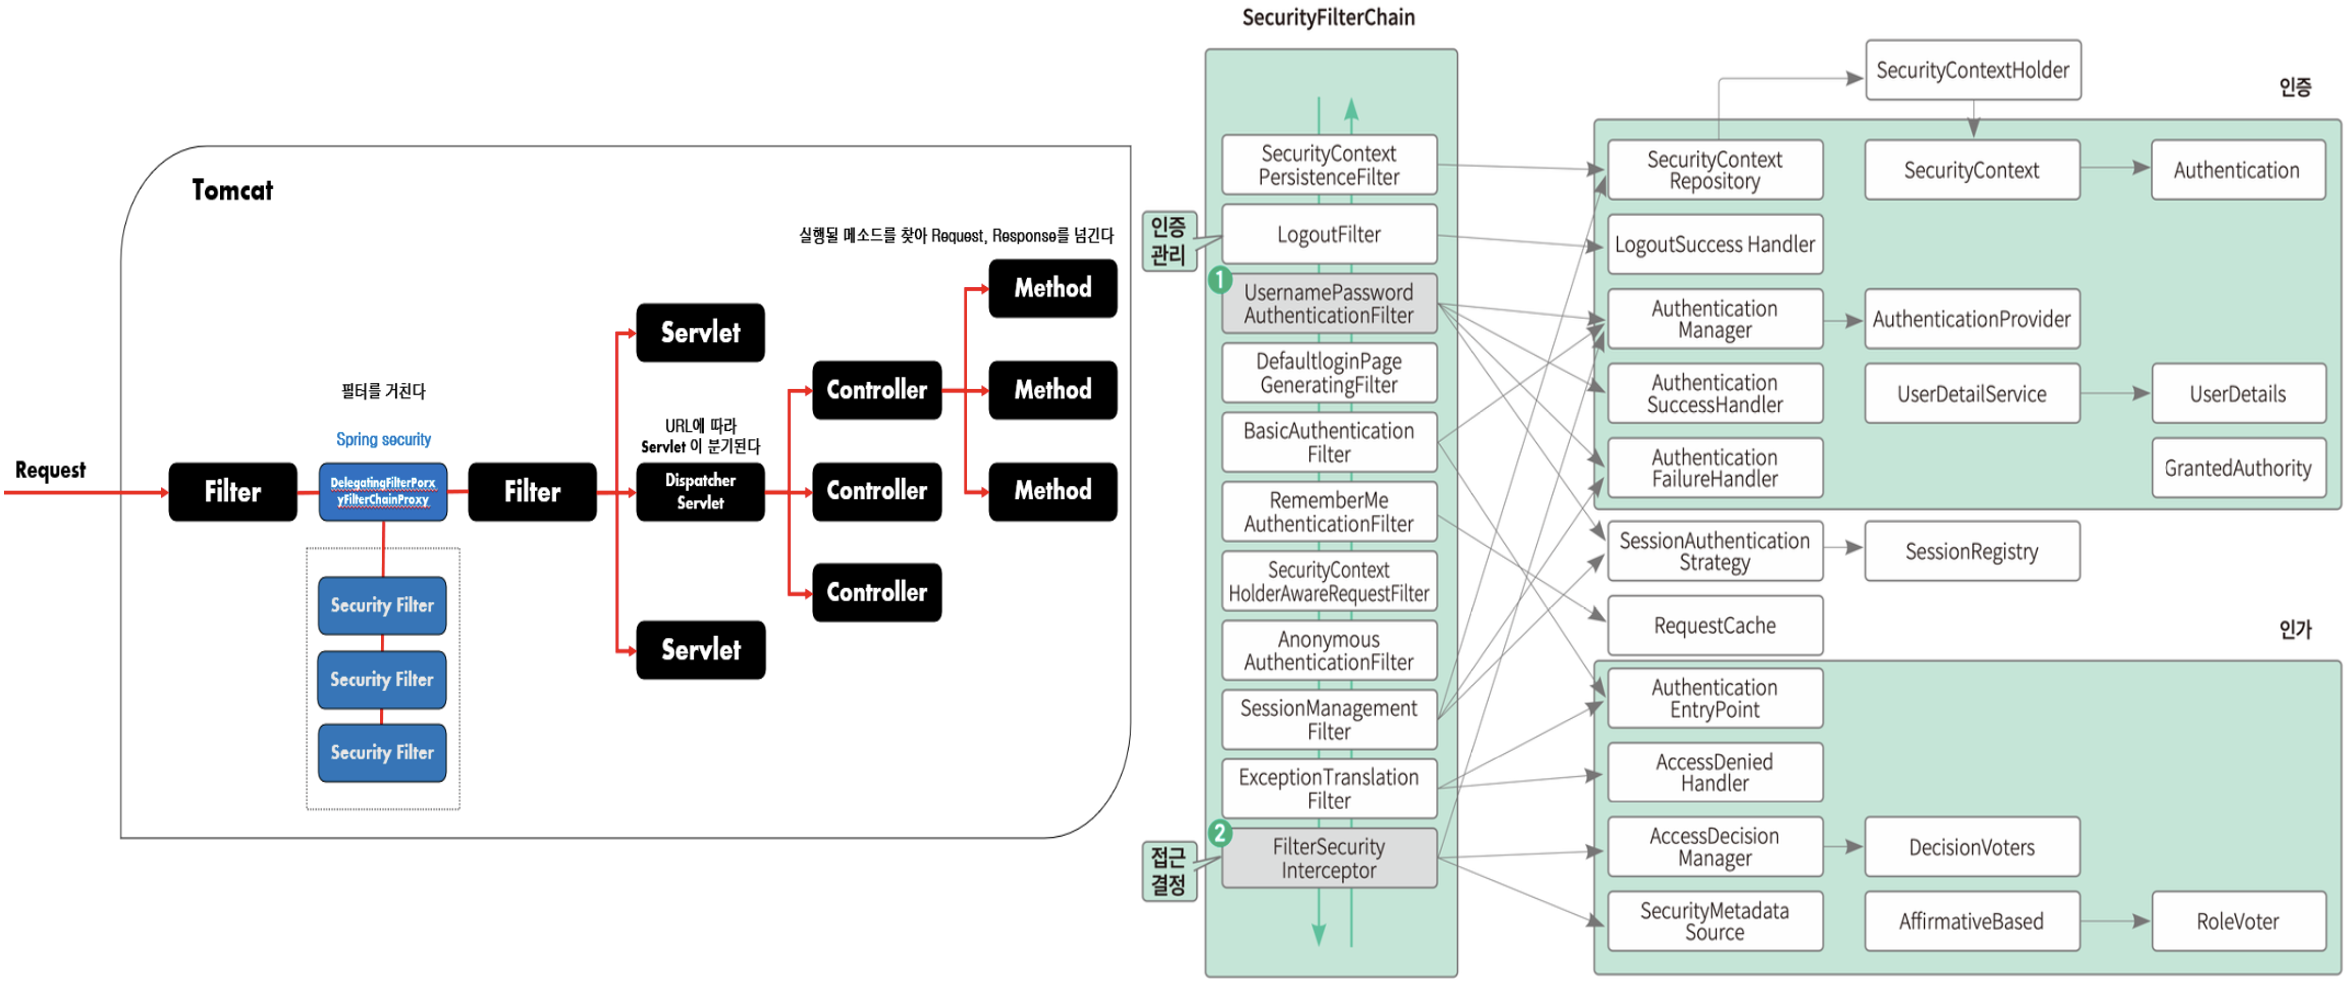 Tomcat
실행될 메소드를 찾아 Request, Response를 넘긴다
Method
Servlet
필터를 거친다
Controller
Method
URL에 따라
Servlet 이 분기된다
Spring security
Request
Filter
DelegatingFilterPorx
yFilterChainProxy
Filter
Dispatcher
Servlet
Controller
Method
Security Filter
Controller
Servlet
Security Filter
Security Filter
SecurityFilterChain
인증
관리
접근
결정
SecurityContext
PersistenceFilter
LogoutFilter
1
UsernamePassword
AuthenticationFilter
DefaultloginPage
GeneratingFilter
BasicAuthentication
Filter
RememberMe
AuthenticationFilter
SecurityContext
HolderAwareRequestFilter
Anonymous
AuthenticationFilter
SessionManagement
Filter
ExceptionTranslation
Filter
2
FilterSecurity
Interceptor
SecurityContextHolder
인증
SecurityContext
Repository
SecurityContext
Authentication
LogoutSuccess Handler
Authentication
Manager
AuthenticationProvider
Authentication
SuccessHandler
UserDetailService
UserDetails
Authentication
FailureHandler
GrantedAuthority
SessionAuthentication
Strategy
SessionRegistry
RequestCache
인가
Authentication
EntryPoint
AccessDenied
Handler
AccessDecision
Manager
DecisionVoters
SecurityMetadata
Source
AffirmativeBased
RoleVoter